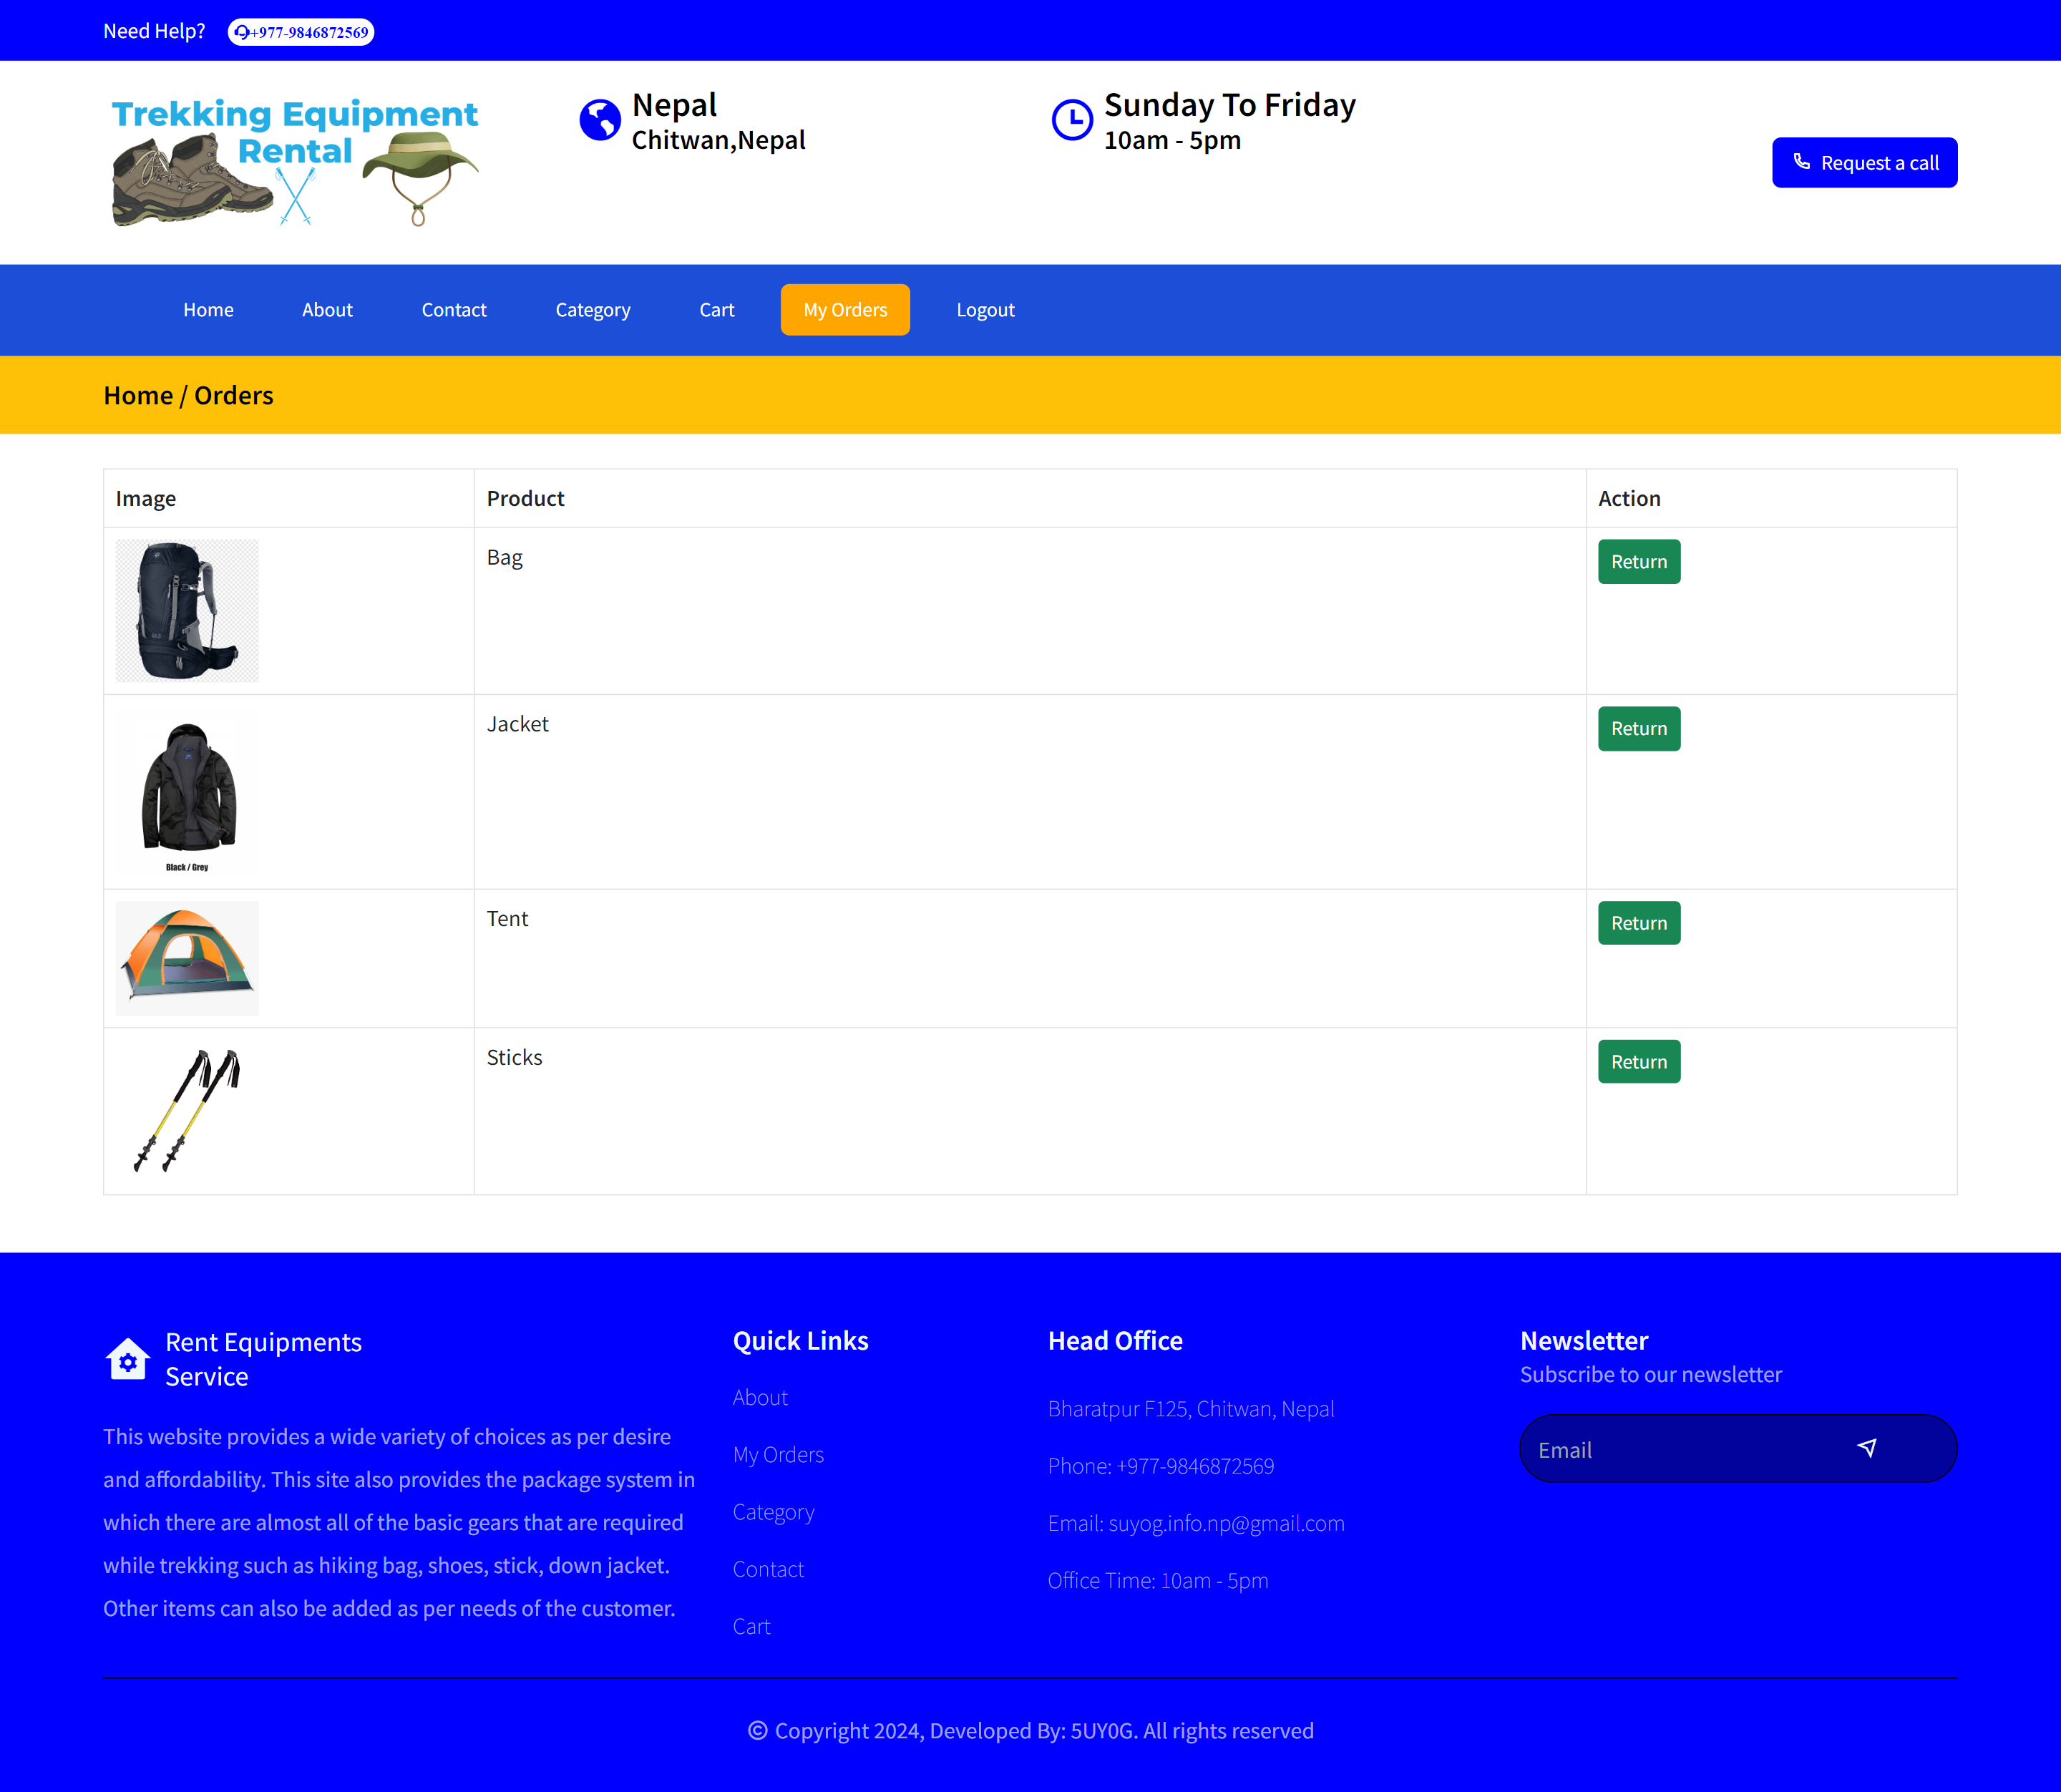 Need Help? +977-9846872569
Trekking Equipment
Rental
Nepal
Chitwan,Nepal
Sunday To Friday
10am - 5pm
Request a call
Home About Contact Category Cart My Orders Logout
Home / Orders
Image Product Action
Bag Return
Jacket Return
Black / Grey
Tent Return
Sticks Return
Rent Equipments
Service
This website provides a wide variety of choices as per desire
and affordability. This site also provides the package system in
which there are almost all of the basic gears that are required
while trekking such as hiking bag, shoes, stick, down jacket.
Other items can also be added as per needs of the customer.
Quick Links
About
My Orders
Category
Contact
Cart
Head Office
Bharatpur F125, Chitwan, Nepal
Phone: +977-9846872569
Email: suyog.info.np@gmail.com
Office Time: 10am - 5pm
Newsletter
Subscribe to our newsletter
Email
© Copyright 2024, Developed By: 5UY0G. All rights reserved